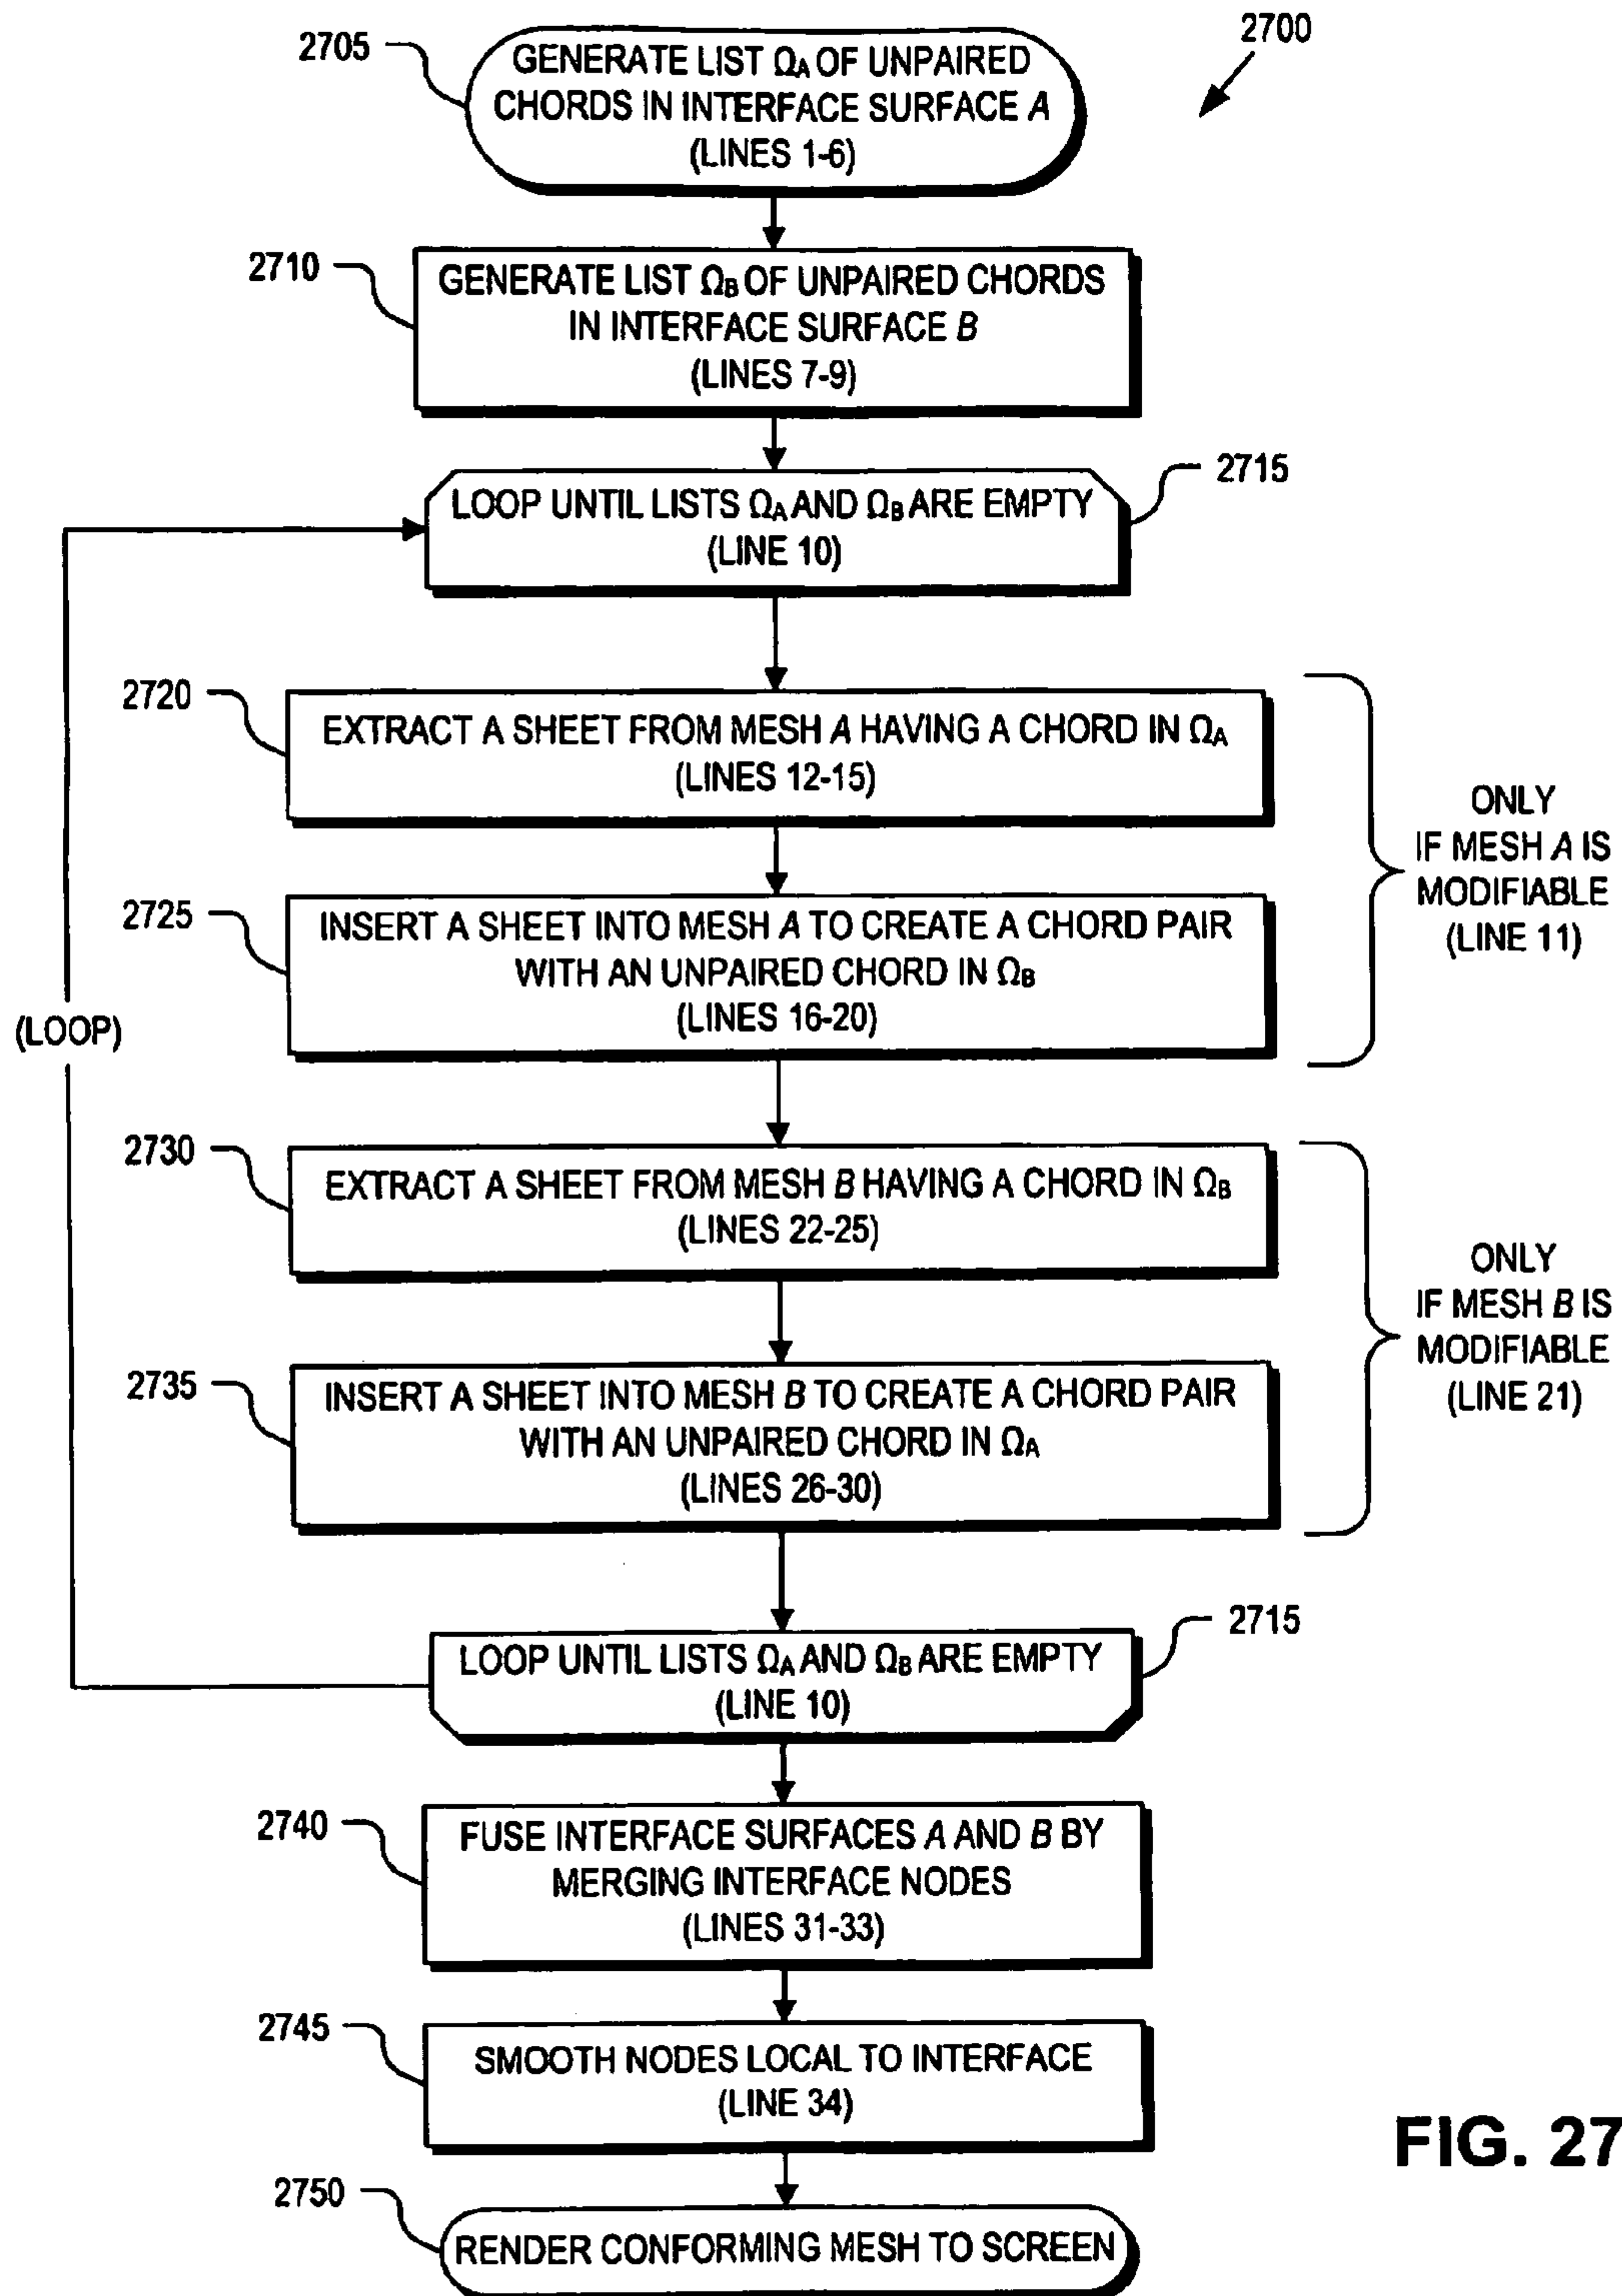 2700
2705
GENERATE LIST ΩA OF UNPAIRED
CHORDS IN INTERFACE SURFACE A
(LINES 1-6)
2710
GENERATE LIST ΩB OF UNPAIRED CHORDS
IN INTERFACE SURFACE B
(LINES 7-9)
2715
LOOP UNTIL LISTS ΩA AND ΩB ARE EMPTY
(LINE 10)
2720
EXTRACT A SHEET FROM MESH A HAVING A CHORD IN ΩA
(LINES 12-15)
2725
INSERT A SHEET INTO MESH A TO CREATE A CHORD PAIR
WITH AN UNPAIRED CHORD IN ΩB
(LINES 16-20)
ONLY
IF MESH A IS
MODIFIABLE
(LINE 11)
(LOOP)
2730
EXTRACT A SHEET FROM MESH B HAVING A CHORD IN ΩB
(LINES 22-25)
2735
INSERT A SHEET INTO MESH B TO CREATE A CHORD PAIR
WITH AN UNPAIRED CHORD IN ΩA
(LINES 26-30)
ONLY
IF MESH B IS
MODIFIABLE
(LINE 21)
2715
LOOP UNTIL LISTS ΩA AND ΩB ARE EMPTY
(LINE 10)
2740
FUSE INTERFACE SURFACES A AND B BY
MERGING INTERFACE NODES
(LINES 31-33)
2745
SMOOTH NODES LOCAL TO INTERFACE
(LINE 34)
2750
RENDER CONFORMING MESH TO SCREEN
FIG. 27